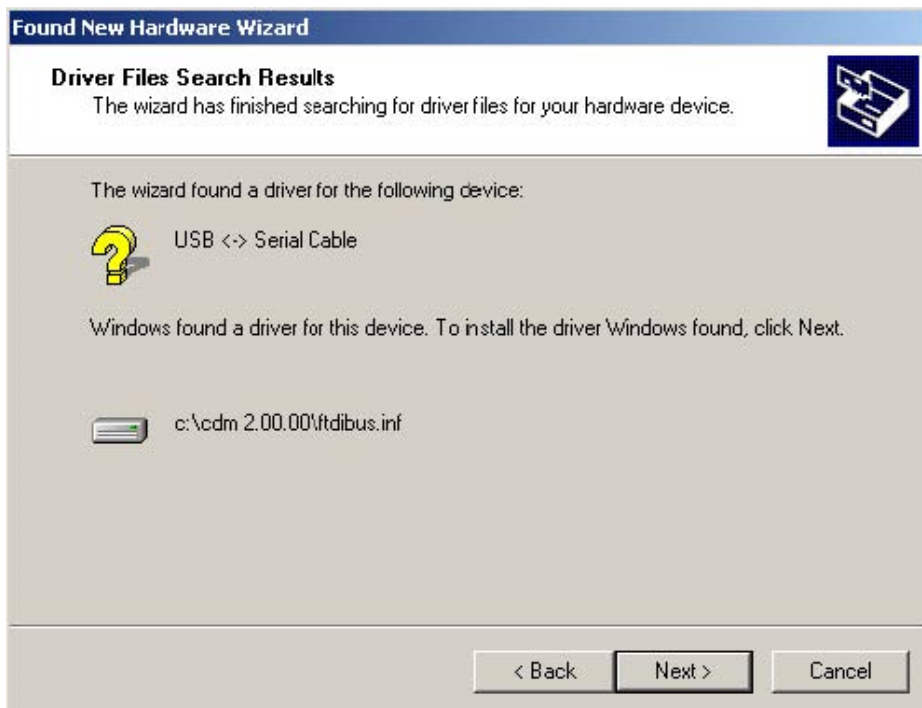 Found New Hardware Wizard
Driver Files Search Results
The wizard has finished searching for driver files for your hardware device.
The wizard found a driver for the following device:
USB <-> Serial Cable
Windows found a driver for this device. To install the driver Windows found, click Next.
c:\cdm 2.00.00\ftdibus.inf
< Back Next > Cancel